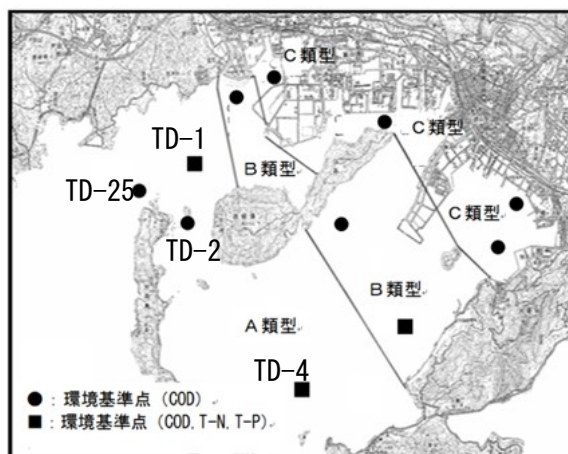 C類型
TD-1
C類型
B類型
TD-25
C類型
TD-2
B類型
A類型
TD-4
●：環境基準点（COD）
■：環境基準点（COD,T-N,T-P）